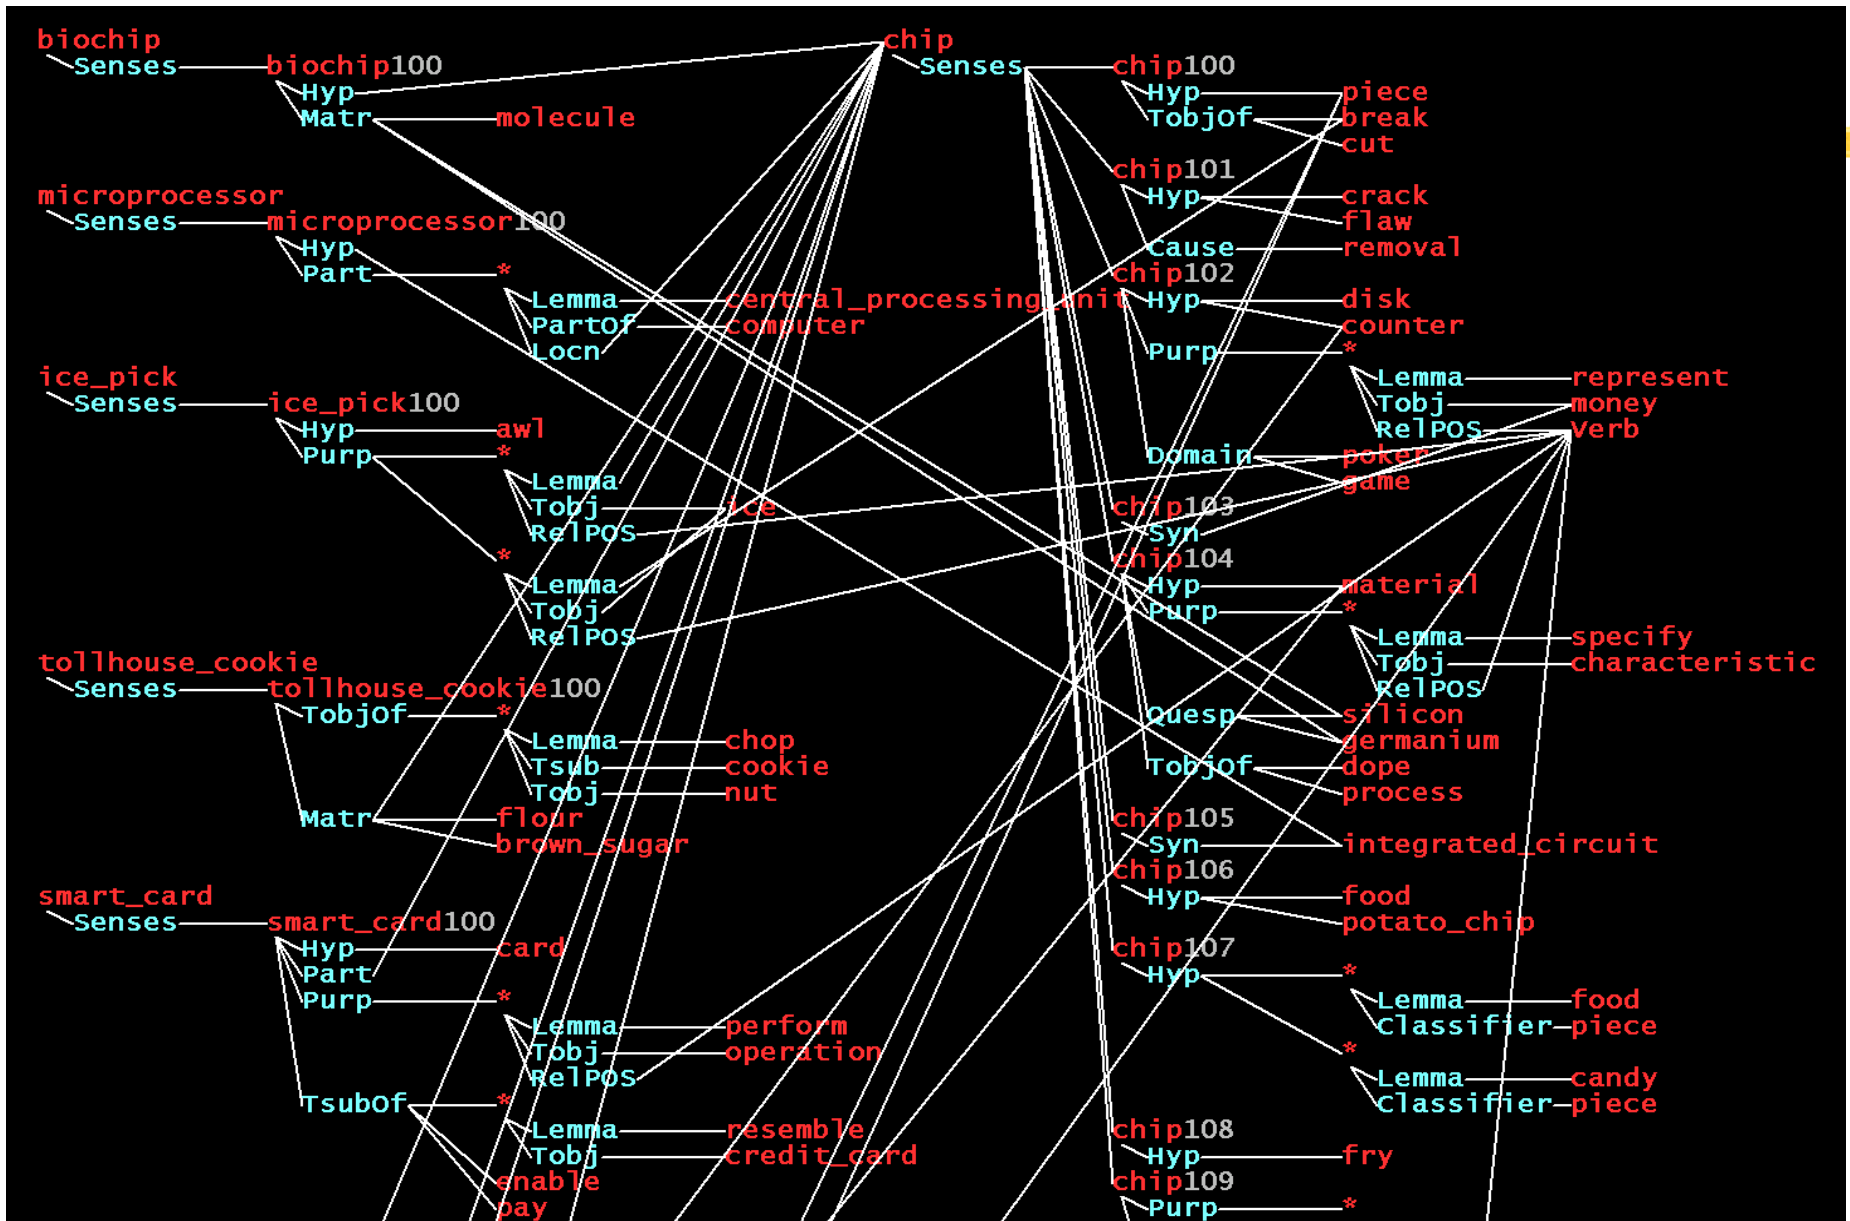 biochip chip
Senses biochip100 Senses chip100
Hyp Hyp piece
Matr molecule TobjOf break
cut
chip101
microprocessor Hyp crack
Senses microprocessor100 flaw
Hyp Cause removal
Part * chip102
Lemma central_processing_unit Hyp disk
PartOf computer counter
Locn Purp *
ice_pick Lemma represent
Senses ice_pick100 Tobj money
Hyp awl RelPOS Verb
Purp * Domain poker
Lemma game
Tobj ice chip103
RelPOS Syn
* chip104
Lemma Hyp material
Tobj Purp *
RelPOS Lemma specify
tollhouse_cookie Tobj characteristic
Senses tollhouse_cookie100 RelPOS
TobjOf * Quesp silicon
Lemma chop germanium
Tsub cookie TobjOf dope
Tobj nut process
Matr flour chip105
brown_sugar Syn integrated_circuit
chip106
smart_card Hyp food
Senses smart_card100 potato_chip
Hyp card chip107
Part Hyp *
Purp * Lemma food
Lemma perform Classifier piece
Tobj operation *
RelPOS Lemma candy
TsubOf * Classifier piece
Lemma resemble chip108
Tobj credit_card Hyp fry
enable chip109
pay Purp *